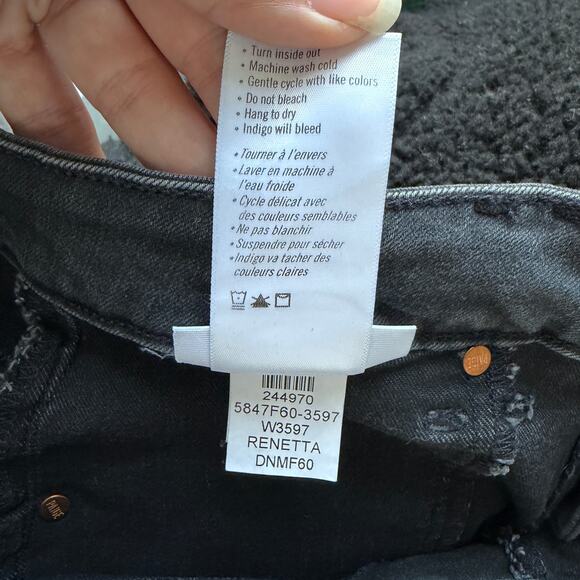 • Turn inside out
• Machine wash cold
• Gentle cycle with like colors
• Do not bleach
• Hang to dry
• Indigo will bleed
• Tourner à l'envers
• Laver en machine à
l'eau froide
• Cycle délicat avec
des couleurs semblables
• Ne pas blanchir
• Suspendre pour sécher
• Indigo va tacher des
couleurs claires
244970
5847F60-3597
W3597
RENETTA
DNMF60
PAIGE
PAIGE